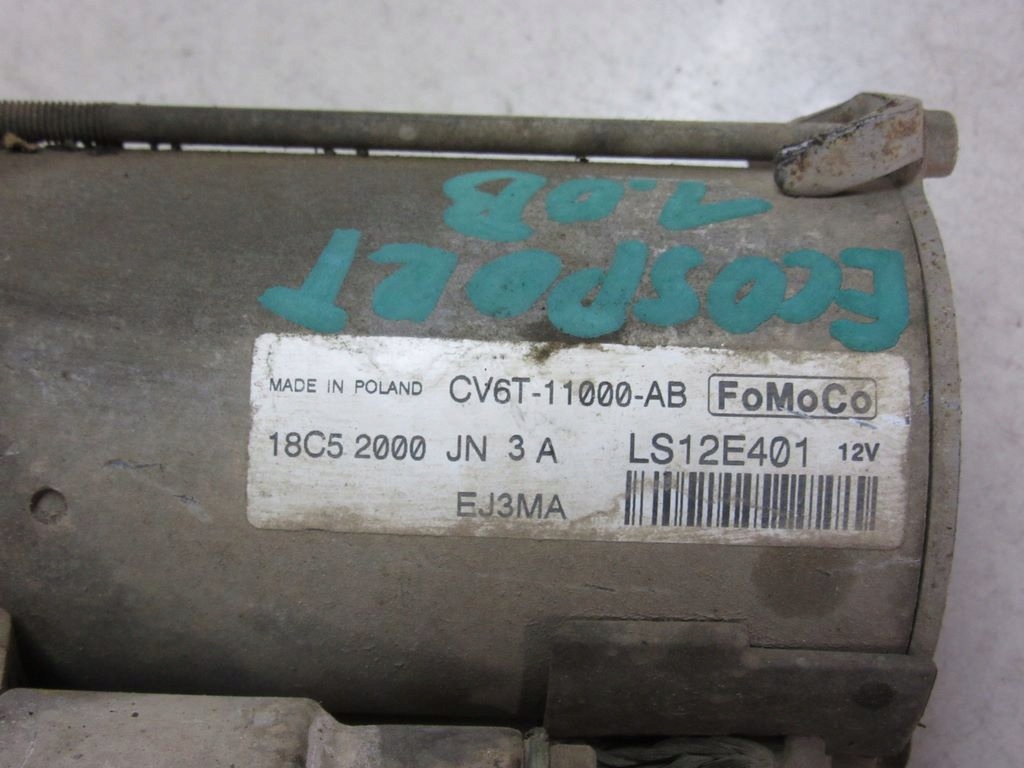 ECOSPORT
1.0B
MADE IN POLAND CV6T-11000-AB FoMoCo
18C5 2000 JN 3 A LS12E401 12V
EJ3MA